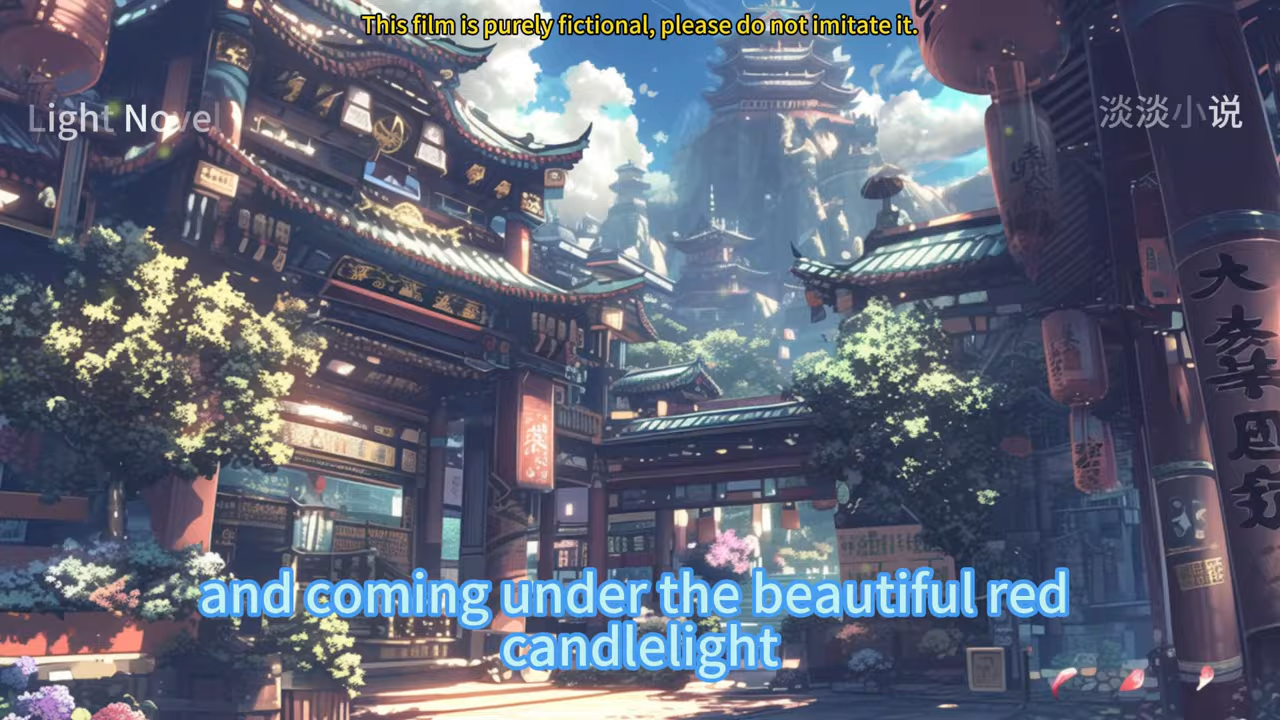 This film is purely fictional, please do not imitate it.
Light Novel
淡淡小说
and coming under the beautiful red
candlelight